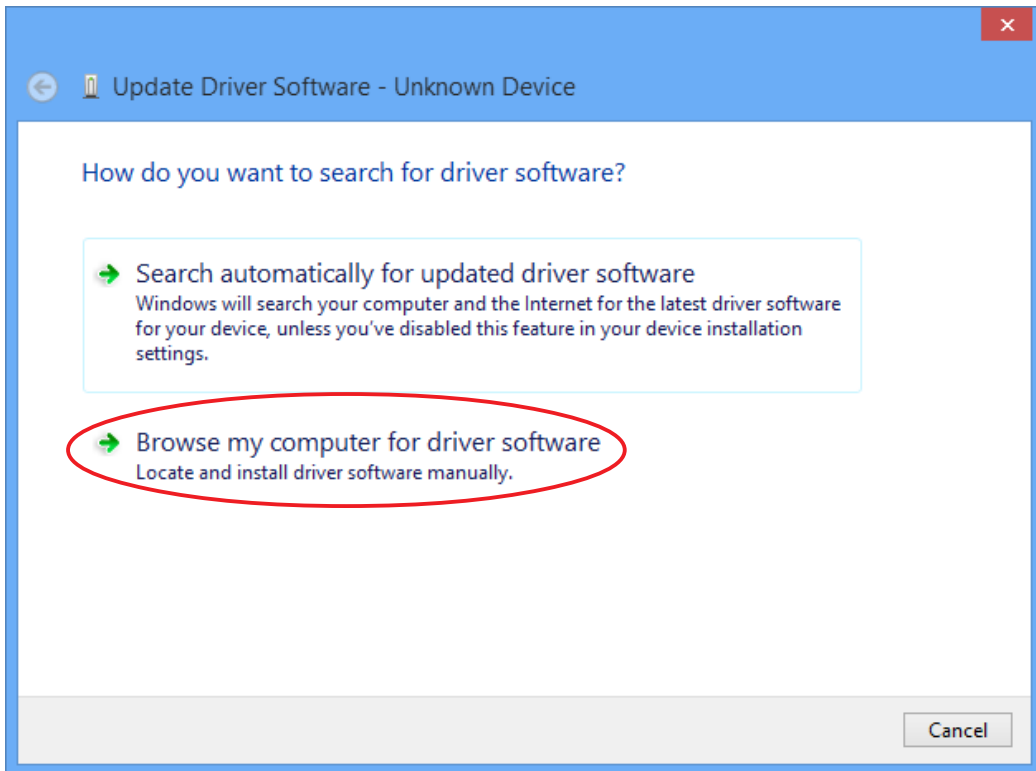 Update Driver Software - Unknown Device
How do you want to search for driver software?
Search automatically for updated driver software
Windows will search your computer and the Internet for the latest driver software
for your device, unless you've disabled this feature in your device installation
settings.
Browse my computer for driver software
Locate and install driver software manually.
Cancel